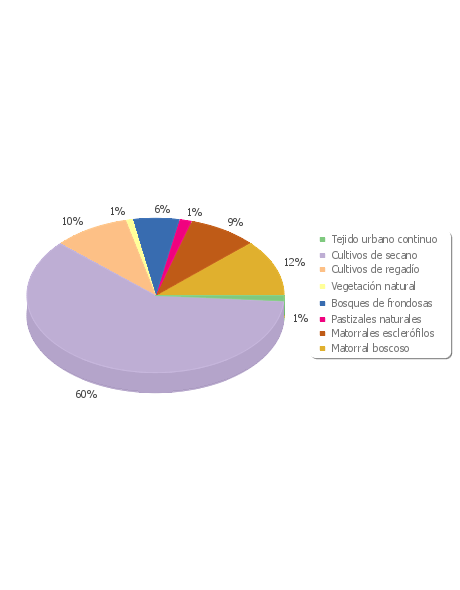 6%
1%
1%
10%
9%
12%
1%
60%
Tejido urbano continuo
Cultivos de secano
Cultivos de regadío
Vegetación natural
Bosques de frondosas
Pastizales naturales
Matorrales esclerófilos
Matorral boscoso